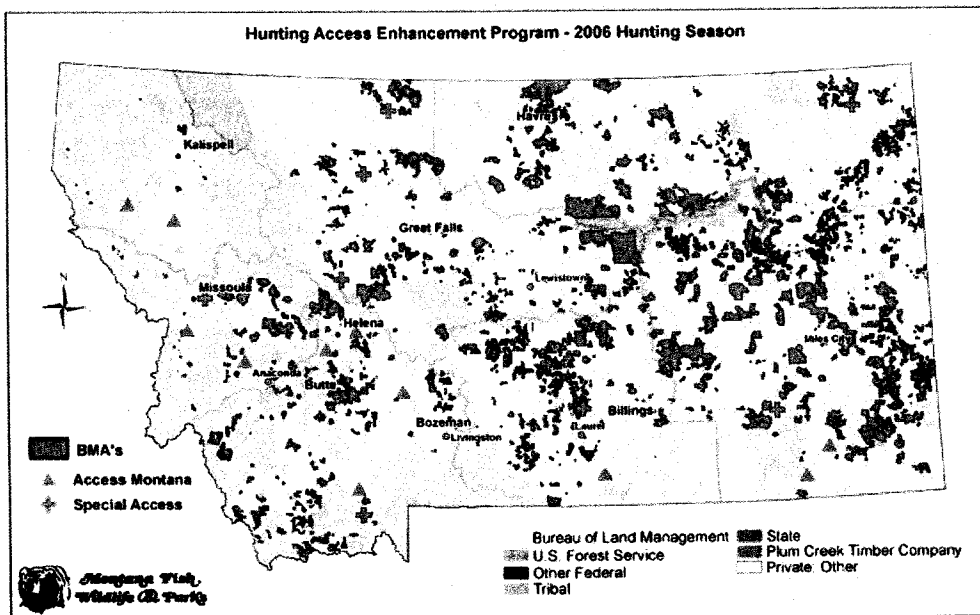 Hunting Access Enhancement Program - 2006 Hunting Season
Kalispell
Havre
Great Falls
Lewistown
Missoula
N
Helena
Miles City
Anaconda
Butte
Bozeman
Livingston
Billings
Laurel
BMA's
Access Montana
Special Access
Bureau of Land Management
U.S. Forest Service
Other Federal
Tribal
State
Plum Creek Timber Company
Private: Other
Montana Fish,
Wildlife & Parks